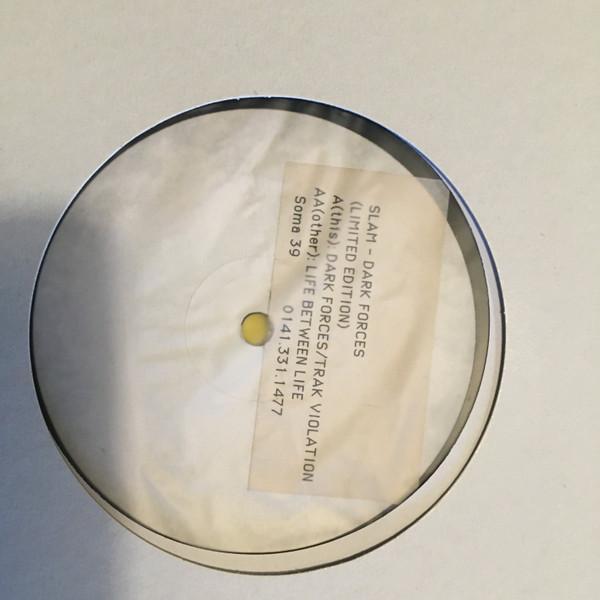 SLAM - DARK FORCES
(LIMITED EDITION)
A(this): DARK FORCES/TRAK VIOLATION
AA(other): LIFE BETWEEN LIFE
Soma 39 0141.331.1477